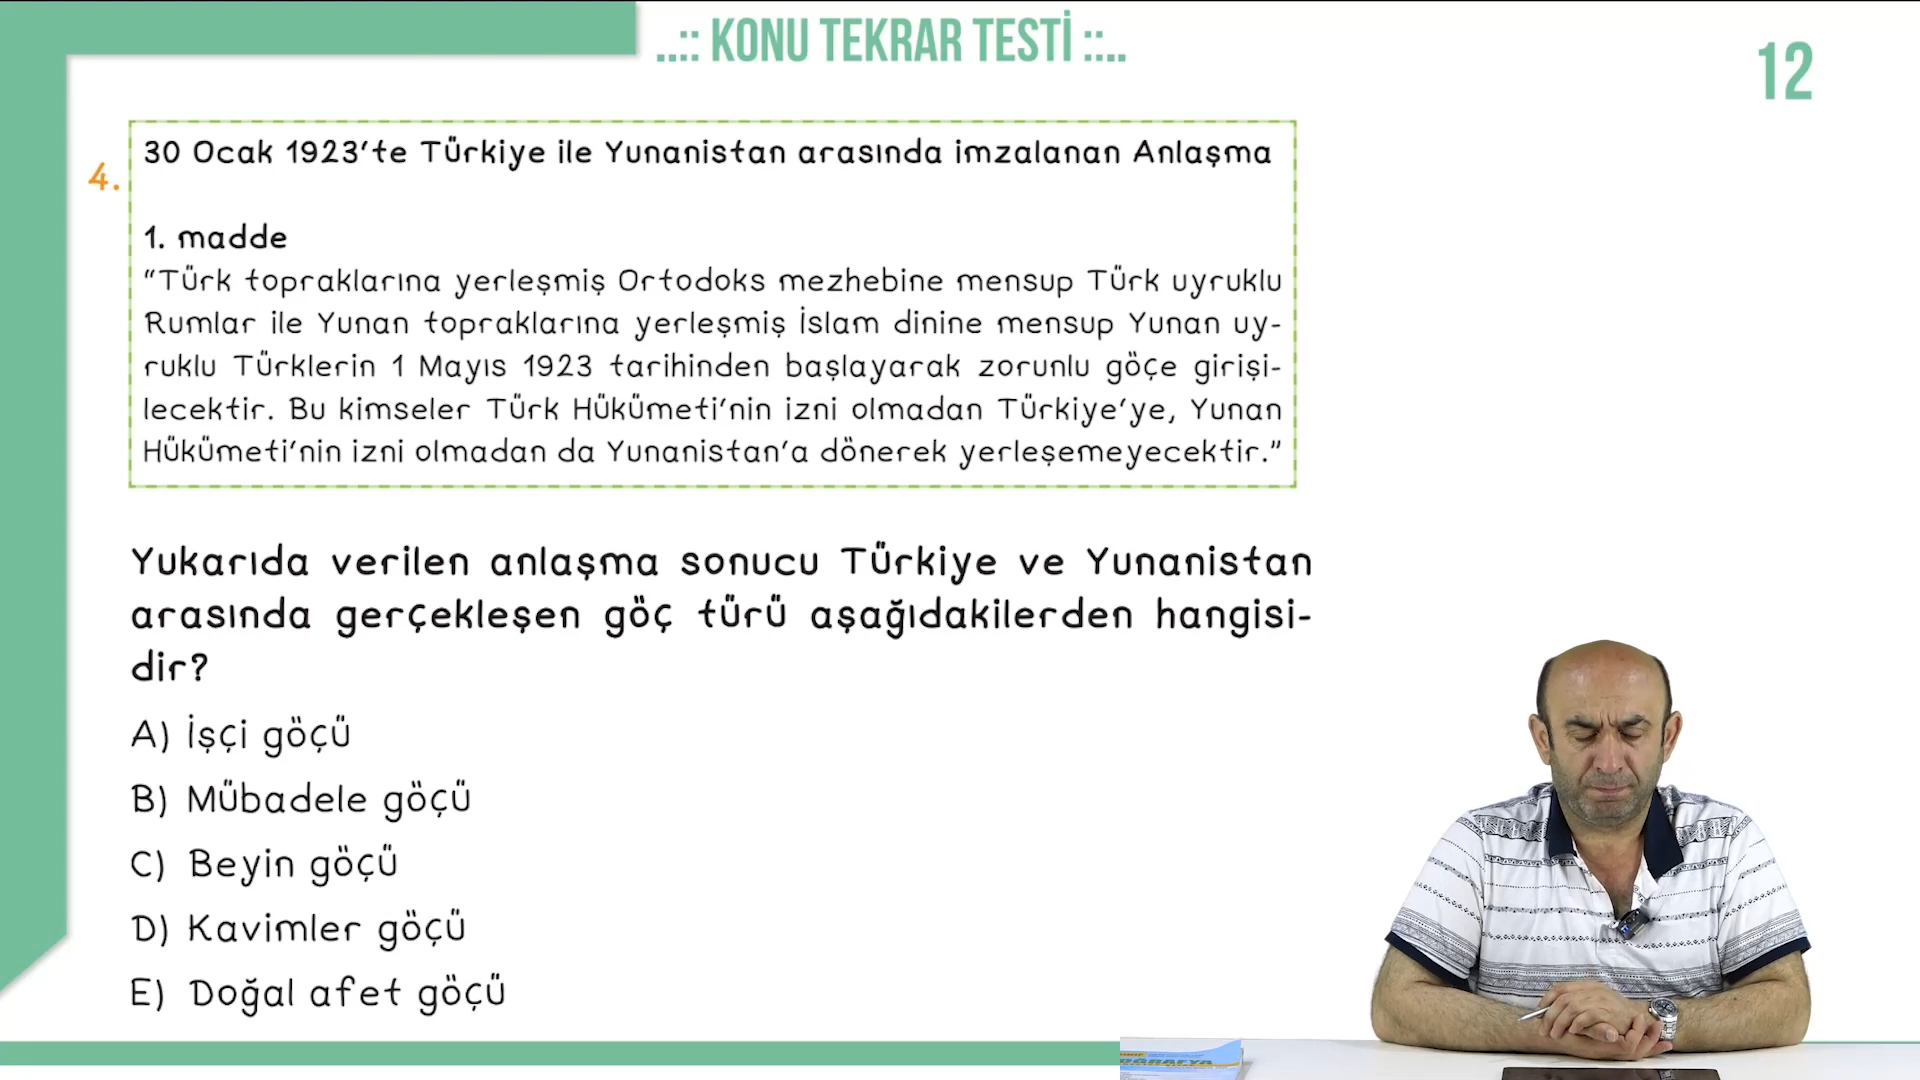 ..:: KONU TEKRAR TESTİ ::..
12
4.
30 Ocak 1923'te Türkiye ile Yunanistan arasında imzalanan Anlaşma
1. madde
"Türk topraklarına yerleşmiş Ortodoks mezhebine mensup Türk uyruklu
Rumlar ile Yunan topraklarına yerleşmiş İslam dinine mensup Yunan uy-
ruklu Türklerin 1 Mayıs 1923 tarihinden başlayarak zorunlu göçe girişi-
lecektir. Bu kimseler Türk Hükümeti'nin izni olmadan Türkiye'ye, Yunan
Hükümeti'nin izni olmadan da Yunanistan'a dönerek yerleşemeyecektir."
Yukarıda verilen anlaşma sonucu Türkiye ve Yunanistan
arasında gerçekleşen göç türü aşağıdakilerden hangisi-
dir?
A) İşçi göçü
B) Mübadele göçü
C) Beyin göçü
D) Kavimler göçü
E) Doğal afet göçü